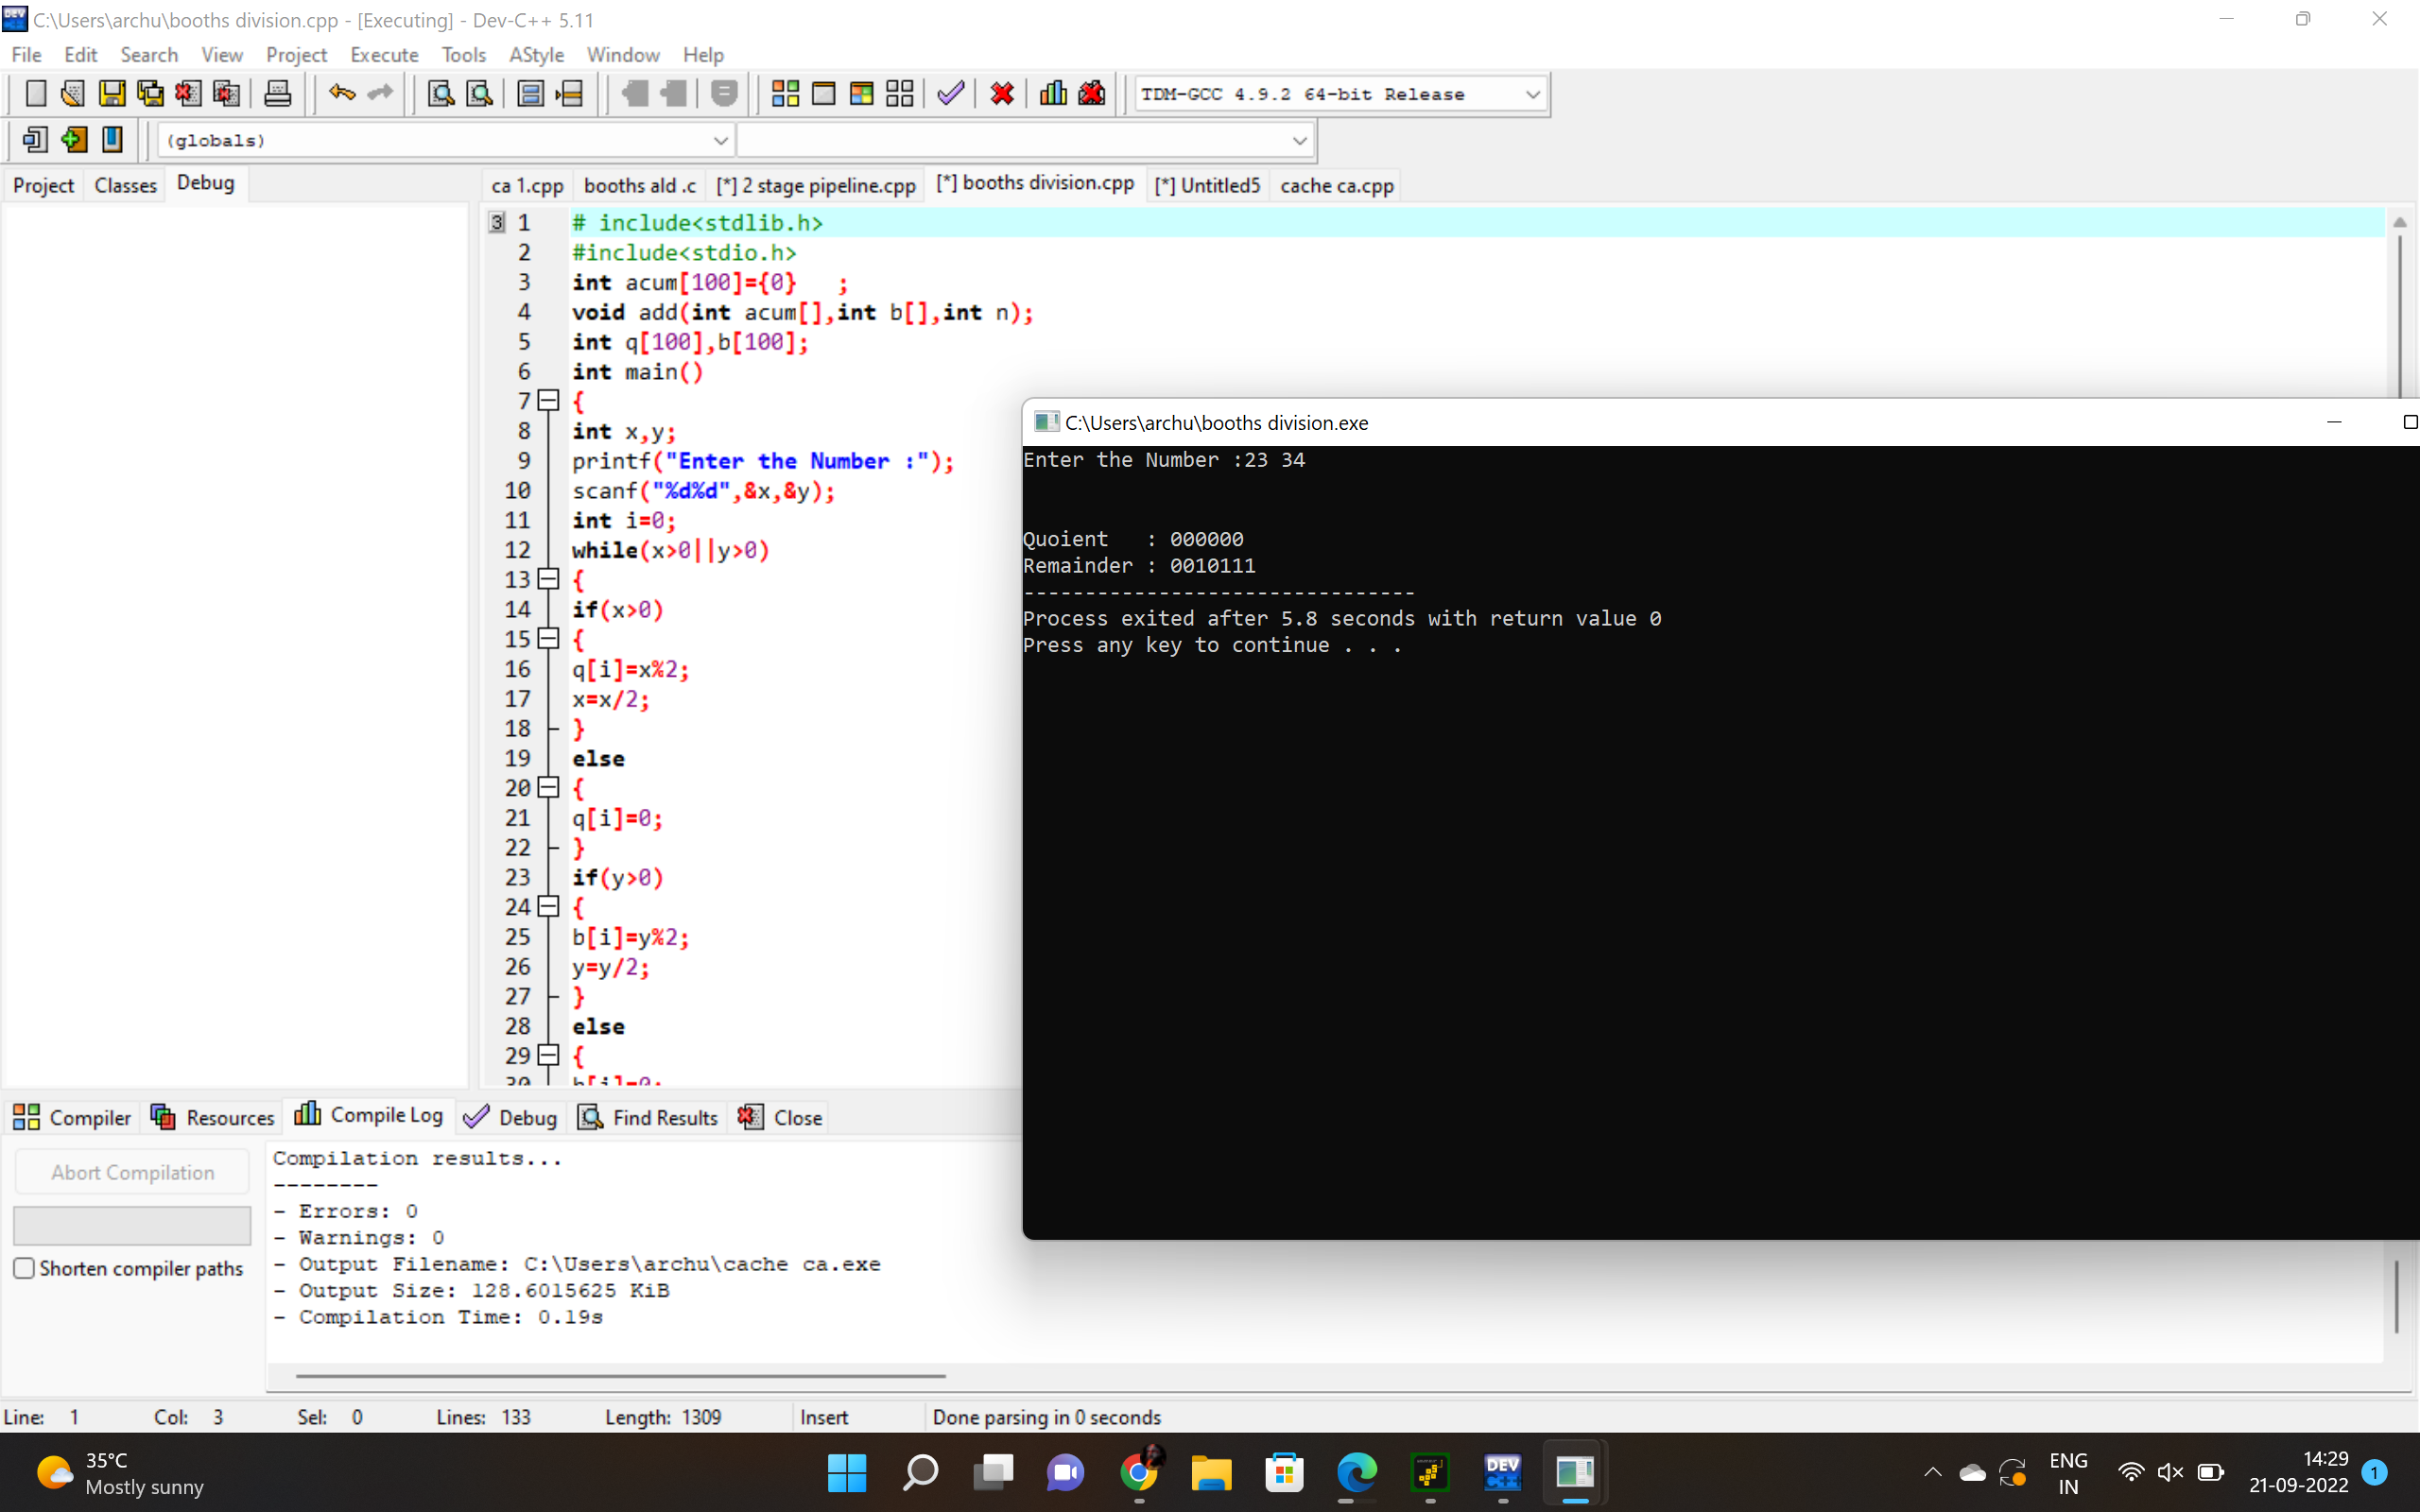 C:\Users\archu\booths division.cpp - [Executing] - Dev-C++ 5.11
File Edit Search View Project Execute Tools AStyle Window Help
TDM-GCC 4.9.2 64-bit Release
(globals)
Project Classes Debug
ca 1.cpp booths ald .c [*] 2 stage pipeline.cpp [*] booths division.cpp [*] Untitled5 cache ca.cpp
3 1 # include<stdlib.h>
2 #include<stdio.h>
3 int acum[100]={0} ;
4 void add(int acum[],int b[],int n);
5 int q[100],b[100];
6 int main()
7 {
8 int x,y;
9 printf("Enter the Number :");
10 scanf("%d%d",&x,&y);
11 int i=0;
12 while(x>0||y>0)
13 {
14 if(x>0)
15 {
16 q[i]=x%2;
17 x=x/2;
18 }
19 else
20 {
21 q[i]=0;
22 }
23 if(y>0)
24 {
25 b[i]=y%2;
26 y=y/2;
27 }
28 else
29 {
30 b[i]=0;
C:\Users\archu\booths division.exe
Enter the Number :23 34
Quoient : 000000
Remainder : 0010111
--------------------------------
Process exited after 5.8 seconds with return value 0
Press any key to continue . . .
Compiler Resources Compile Log Debug Find Results Close
Abort Compilation
Shorten compiler paths
Compilation results...
--------
- Errors: 0
- Warnings: 0
- Output Filename: C:\Users\archu\cache ca.exe
- Output Size: 128.6015625 KiB
- Compilation Time: 0.19s
Line: 1 Col: 3 Sel: 0 Lines: 133 Length: 1309 Insert Done parsing in 0 seconds
35°C
Mostly sunny
DEV C++
ENG
IN
14:29
21-09-2022
1